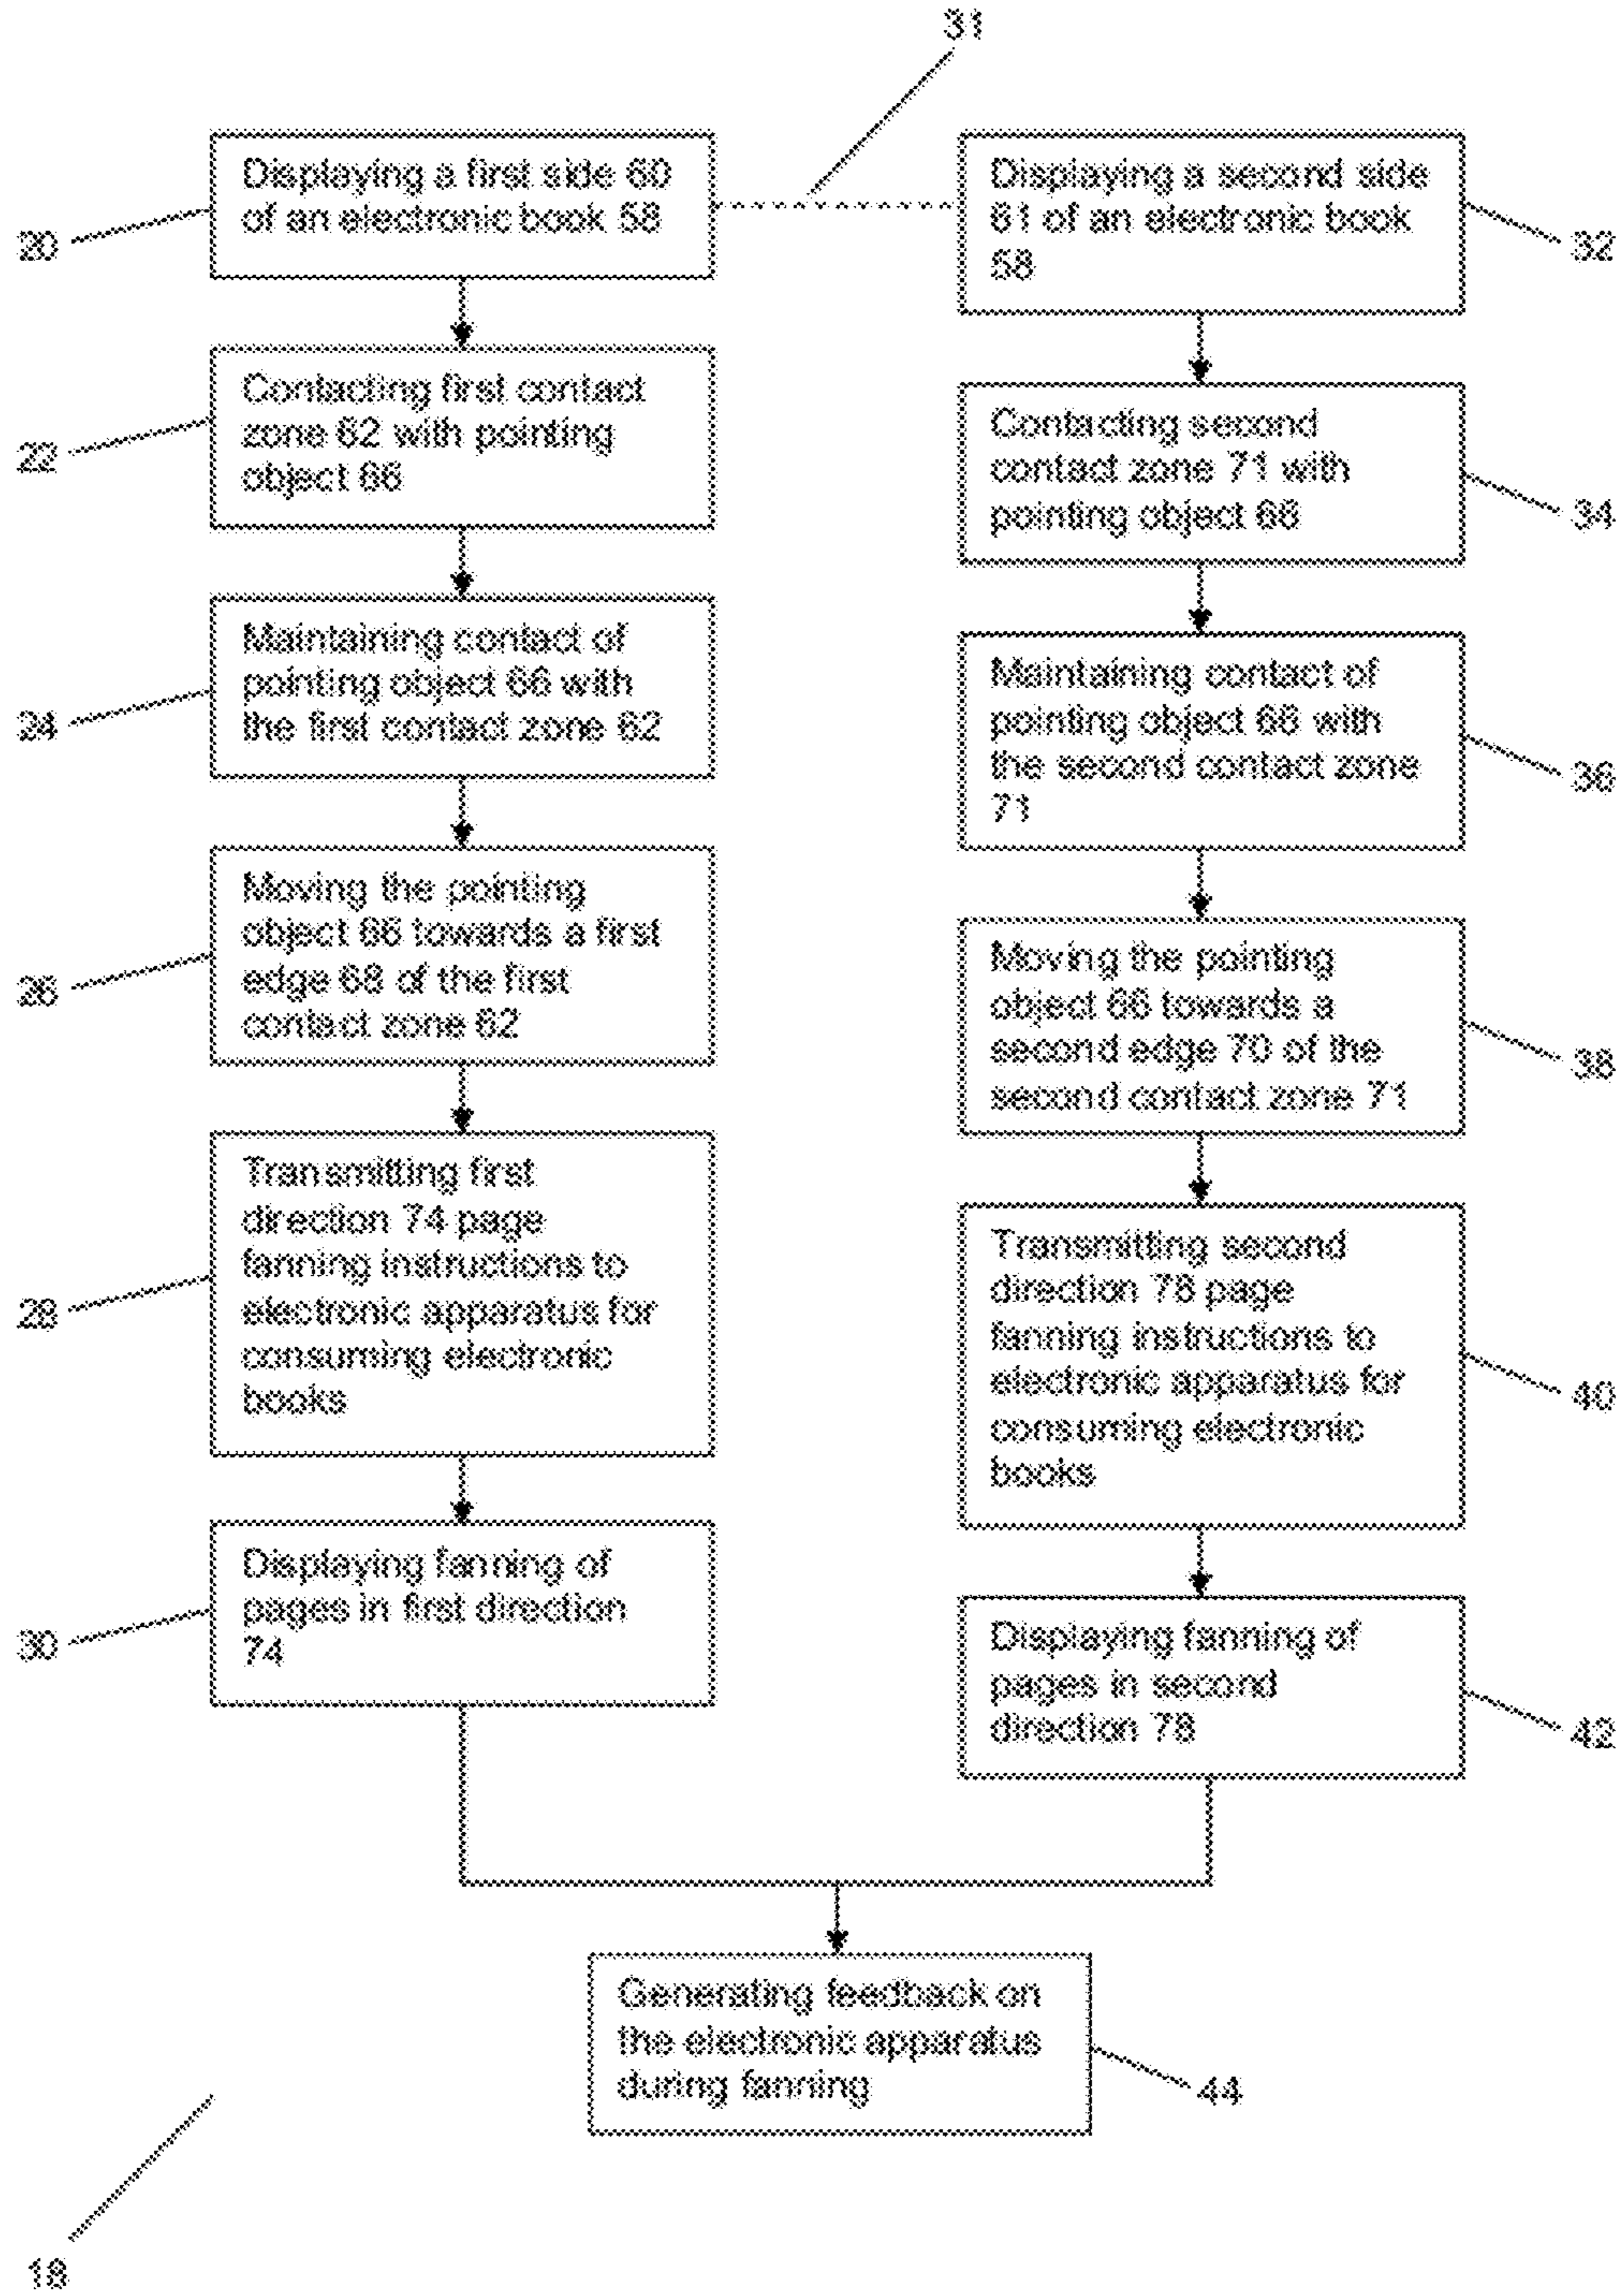 31
Displaying a first side 60
of an electronic book 58
20
Contacting first contact
zone 62 with pointing
object 66
22
Maintaining contact of
pointing object 66 with
the first contact zone 62
24
Moving the pointing
object 66 towards a first
edge 68 of the first
contact zone 62
26
Transmitting first
direction 74 page
fanning instructions to
electronic apparatus for
consuming electronic
books
28
Displaying fanning of
pages in first direction
74
30
Displaying a second side
61 of an electronic book
58
32
Contacting second
contact zone 71 with
pointing object 66
34
Maintaining contact of
pointing object 66 with
the second contact zone
71
36
Moving the pointing
object 66 towards a
second edge 70 of the
second contact zone 71
38
Transmitting second
direction 78 page
fanning instructions to
electronic apparatus for
consuming electronic
books
40
Displaying fanning of
pages in second
direction 78
42
Generating feedback on
the electronic apparatus
during fanning
44
18